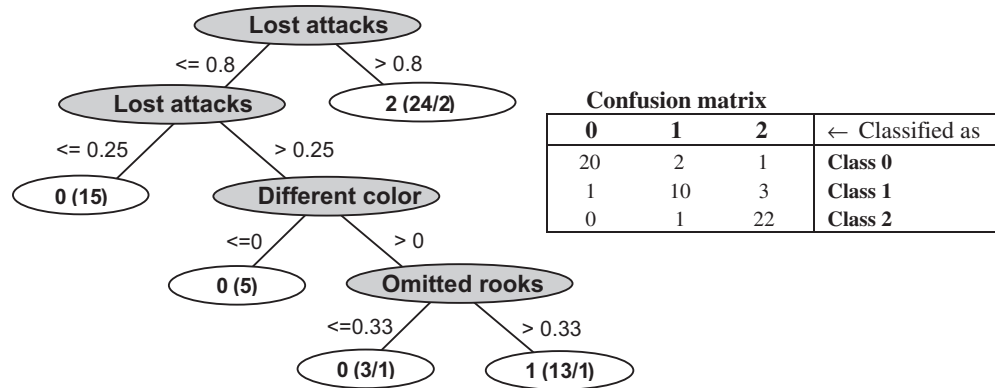 Lost attacks
<= 0.8
> 0.8
Lost attacks
2 (24/2)
<= 0.25
> 0.25
0 (15)
Different color
<=0
> 0
0 (5)
Omitted rooks
<=0.33
> 0.33
0 (3/1)
1 (13/1)
Confusion matrix
0 1 2 ← Classified as
20 2 1 Class 0
1 10 3 Class 1
0 1 22 Class 2